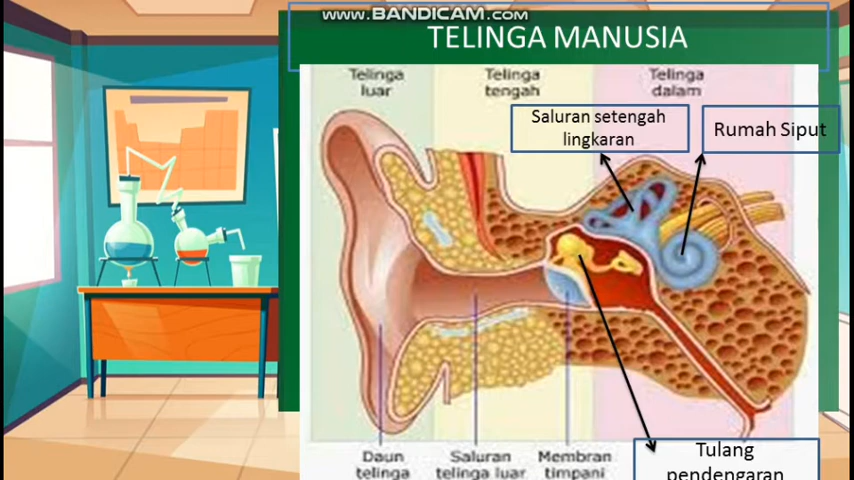 www.BANDICAM.com
TELINGA MANUSIA
Telinga
luar
Telinga
tengah
Telinga
dalam
Saluran setengah
lingkaran
Rumah Siput
Daun
telinga
Saluran
telinga luar
Membran
timpani
Tulang
pendengaran